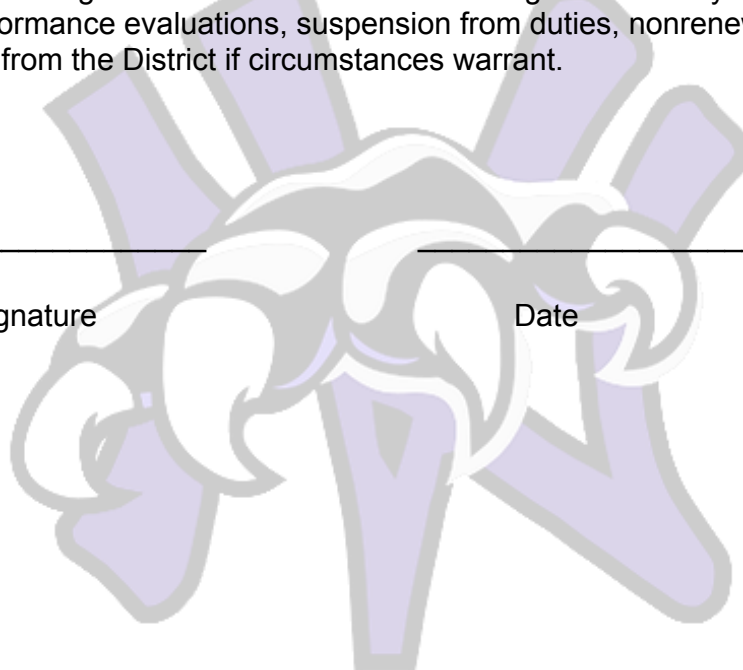 formance evaluations, suspension from duties, nonrenew
from the District if circumstances warrant.
gnature Date